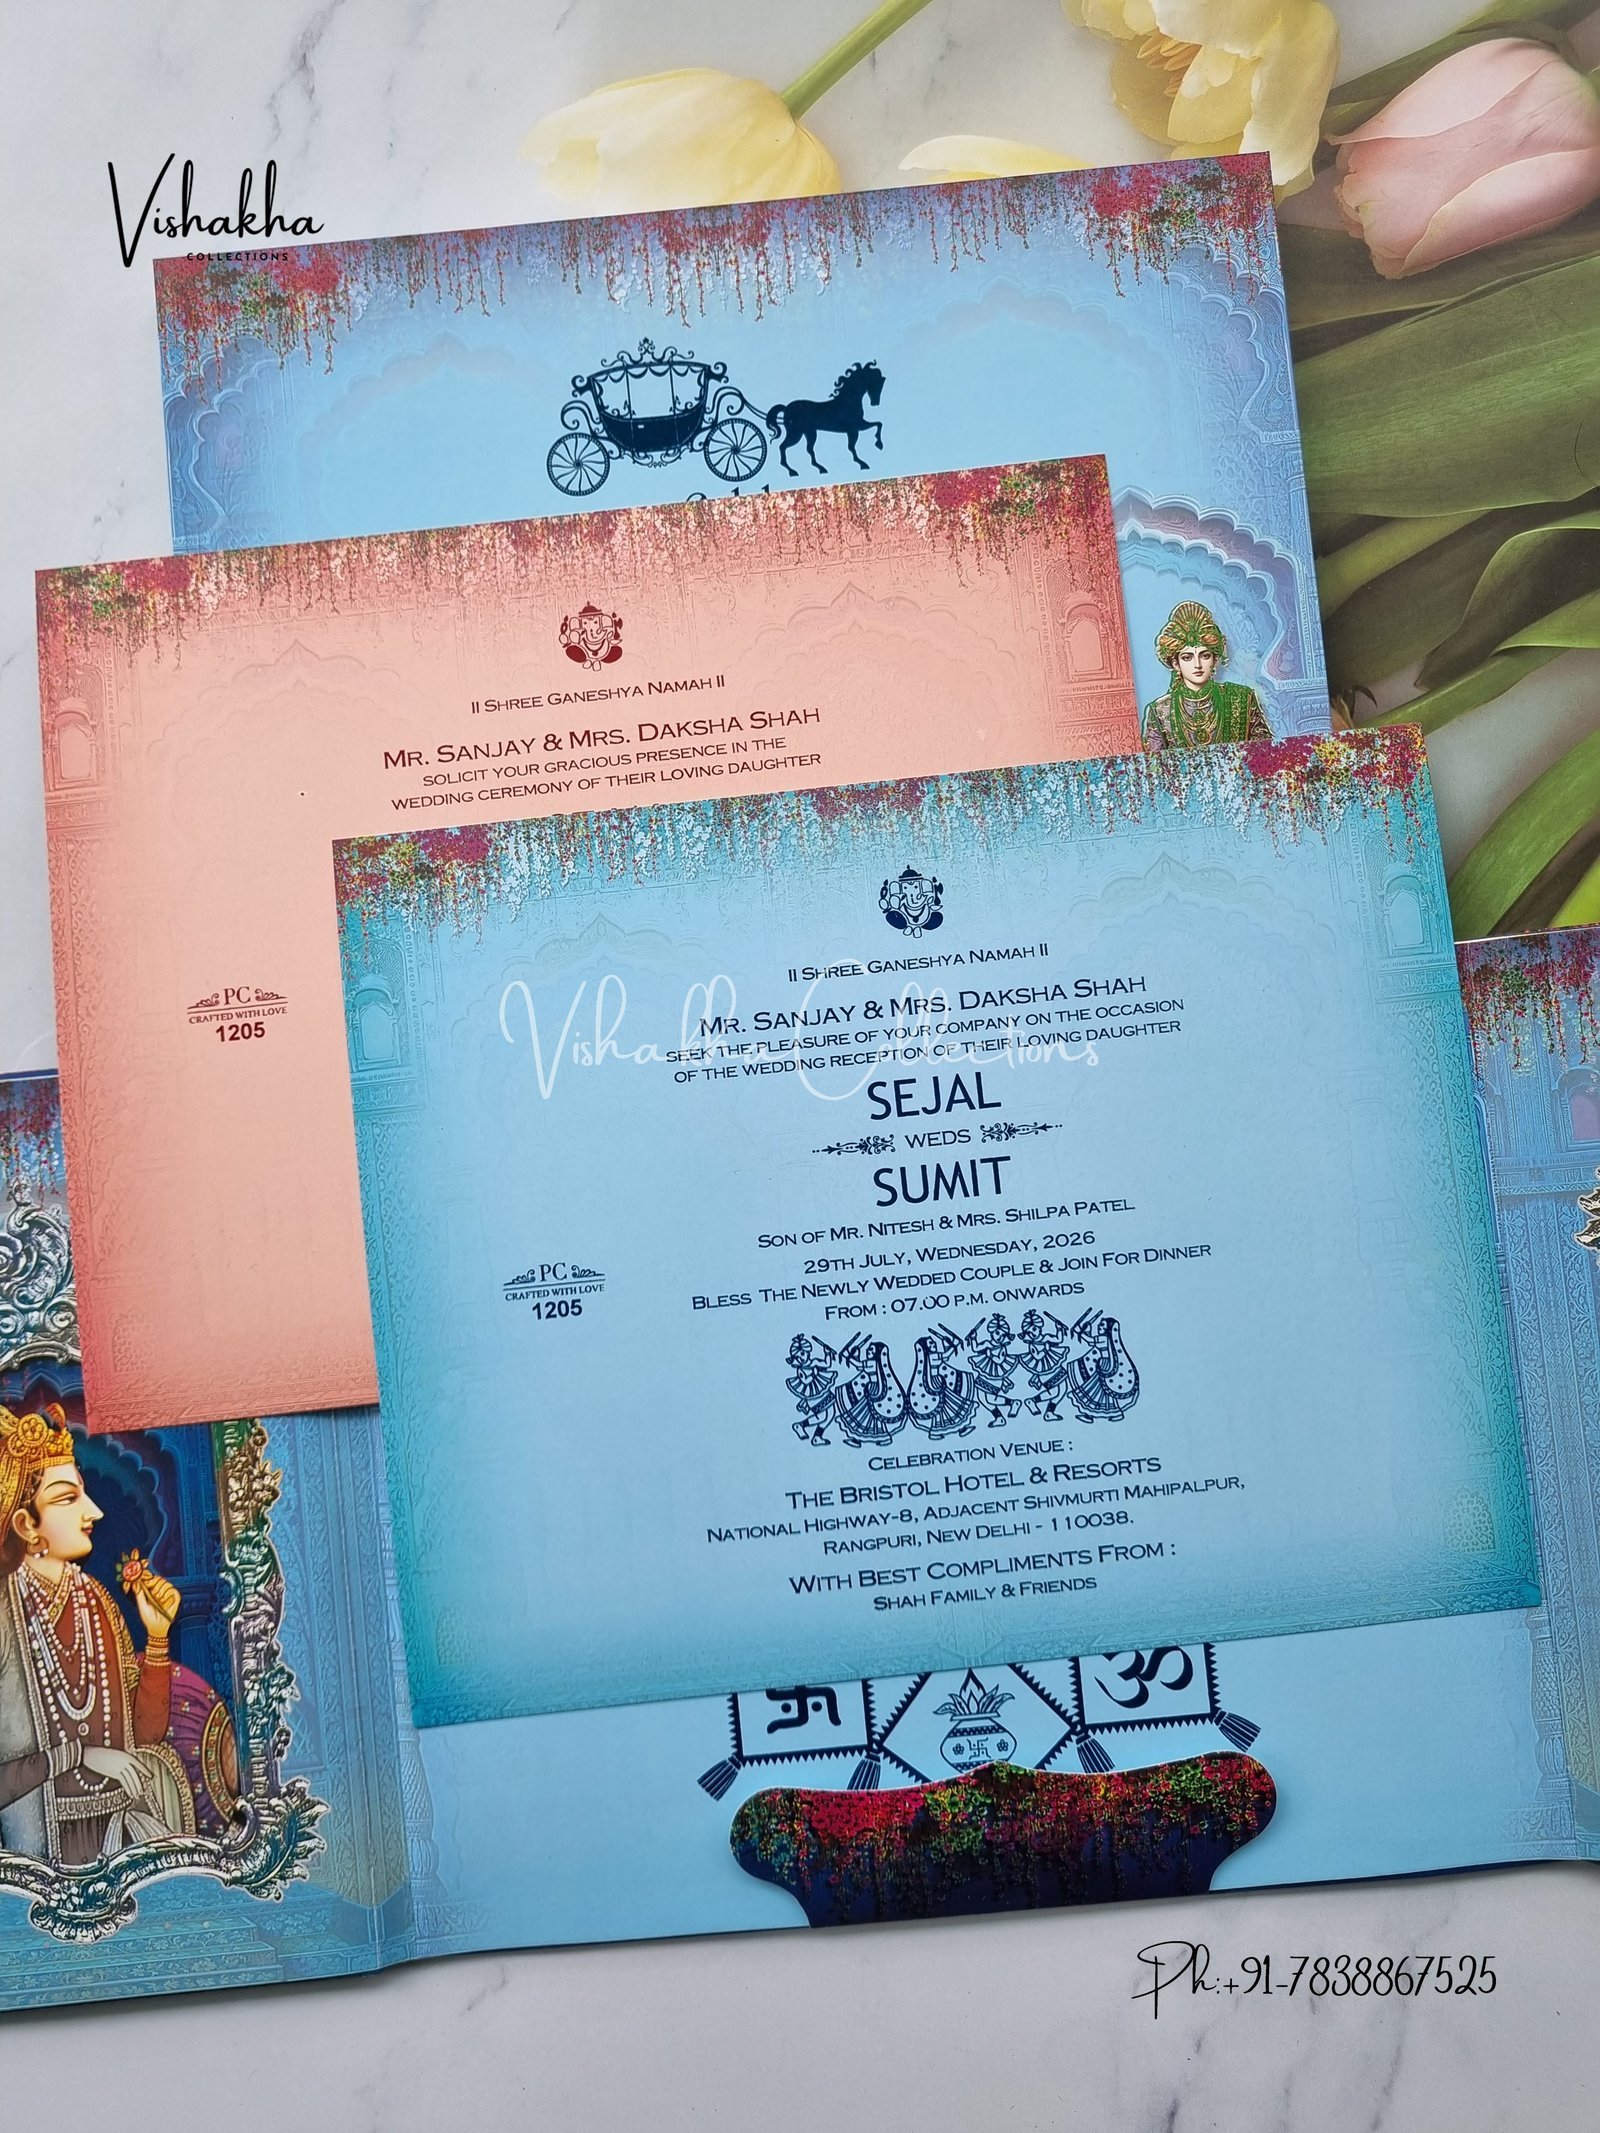 Vishakha
COLLECTIONS
II SHREE GANESHYA NAMAH II
MR. SANJAY & MRS. DAKSHA SHAH
SOLICIT YOUR GRACIOUS PRESENCE IN THE
WEDDING CEREMONY OF THEIR LOVING DAUGHTER
PC
CRAFTED WITH LOVE
1205
II SHREE GANESHYA NAMAH II
MR. SANJAY & MRS. DAKSHA SHAH
SEEK THE PLEASURE OF YOUR COMPANY ON THE OCCASION
OF THE WEDDING RECEPTION OF THEIR LOVING DAUGHTER
Vishakha Collections
SEJAL
WEDS
SUMIT
SON OF MR. NITESH & MRS. SHILPA PATEL
29TH JULY, WEDNESDAY, 2026
BLESS THE NEWLY WEDDED COUPLE & JOIN FOR DINNER
FROM : 07.00 P.M. ONWARDS
PC
CRAFTED WITH LOVE
1205
CELEBRATION VENUE :
THE BRISTOL HOTEL & RESORTS
NATIONAL HIGHWAY-8, ADJACENT SHIVMURTI MAHIPALPUR,
RANGPURI, NEW DELHI - 110038.
WITH BEST COMPLIMENTS FROM :
SHAH FAMILY & FRIENDS
ॐ
Ph:+91-7838867525